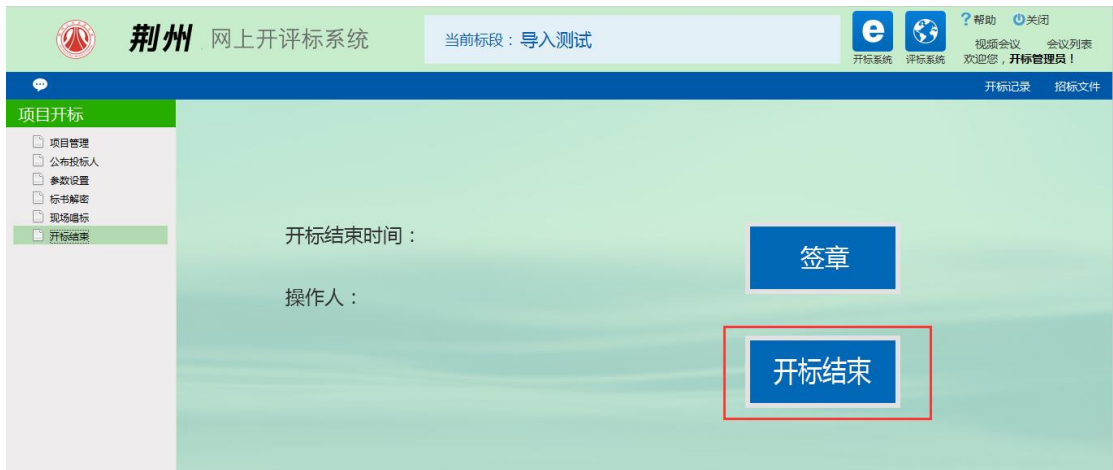 荆州 网上开评标系统
当前标段：导入测试
开标系统 评标系统
?帮助 关闭
视频会议 会议列表
欢迎您，开标管理员！
开标记录 招标文件
项目开标
项目管理
公布投标人
参数设置
标书解密
现场唱标
开标结束
开标结束时间：
签章
操作人：
开标结束